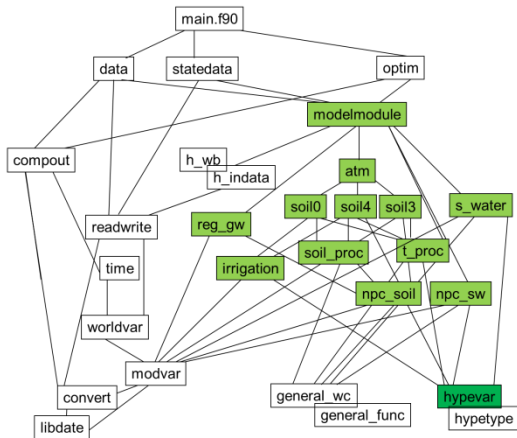 main.f90
data
statedata
optim
modelmodule
compout
h_wb
h_indata
atm
soil0
soil4
soil3
s_water
readwrite
reg_gw
soil_proc
t_proc
time
irrigation
npc_soil
npc_sw
worldvar
modvar
convert
general_wc
hypevar
general_func
hypetype
libdate